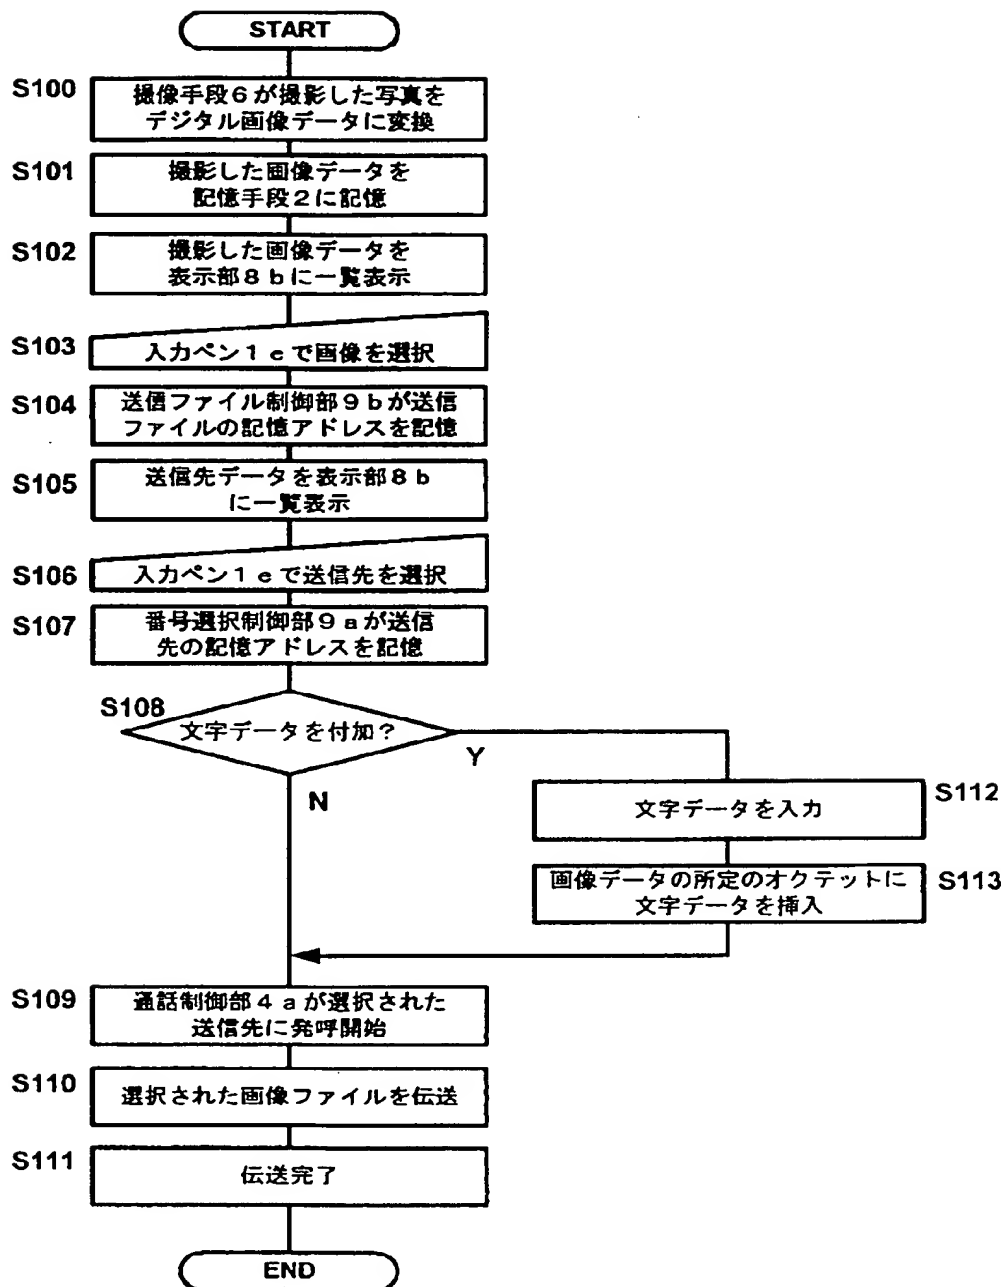 START
S100
撮像手段6が撮影した写真を
デジタル画像データに変換
S101
撮影した画像データを
記憶手段2に記憶
S102
撮影した画像データを
表示部8bに一覧表示
S103
入力ペン1eで画像を選択
S104
送信ファイル制御部9bが送信
ファイルの記憶アドレスを記憶
S105
送信先データを表示部8b
に一覧表示
S106
入力ペン1eで送信先を選択
S107
番号選択制御部9aが送信
先の記憶アドレスを記憶
S108
文字データを付加?
Y
N
文字データを入力
S112
画像データの所定のオクテットに
文字データを挿入
S113
S109
通話制御部4aが選択された
送信先に発呼開始
S110
選択された画像ファイルを伝送
S111
伝送完了
END